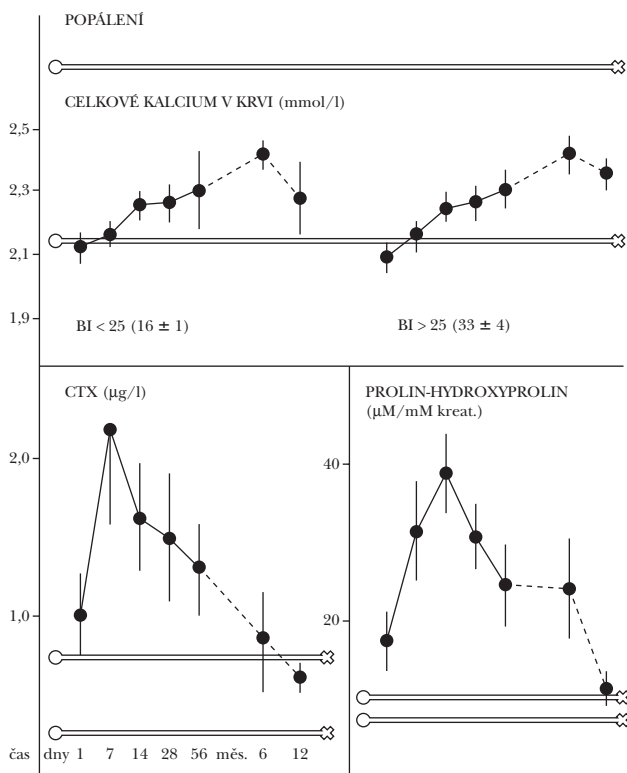 POPÁLENÍ
CELKOVÉ KALCIUM V KRVI (mmol/l)
2,5
2,3
2,1
1,9
BI < 25 (16 ± 1)
BI > 25 (33 ± 4)
CTX (μg/l)
PROLIN-HYDROXYPROLIN
(μM/mM kreat.)
2,0
40
1,0
20
čas dny 1 7 14 28 56 měs. 6 12